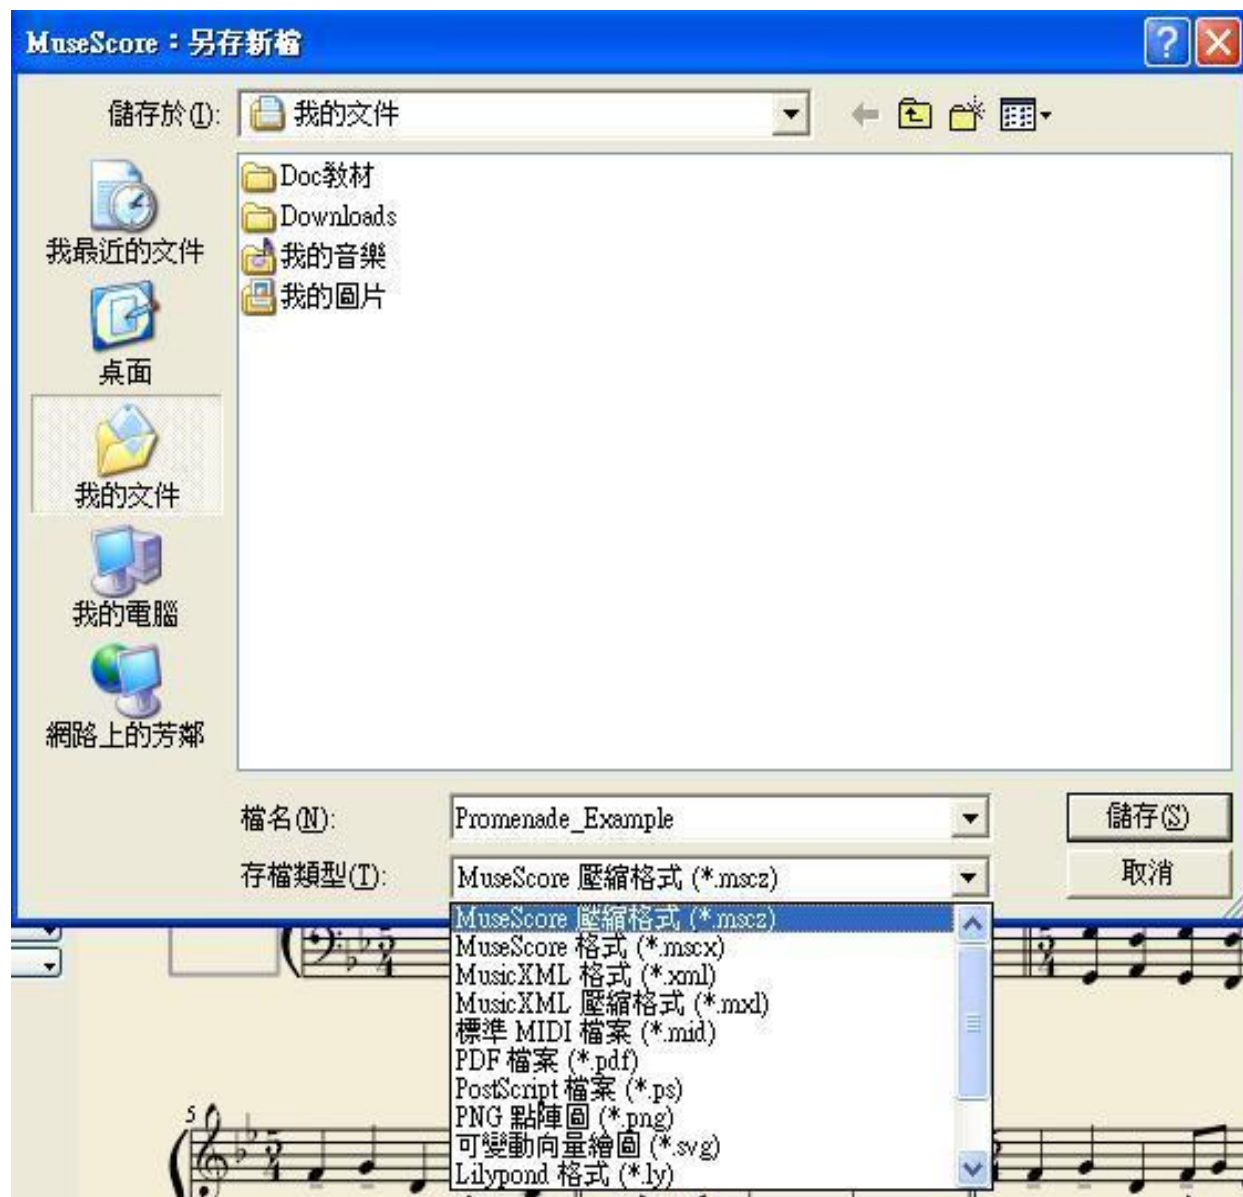 MuseScore：另存新檔
儲存於(I):
我的文件
我最近的文件
桌面
我的文件
我的電腦
網路上的芳鄰
Doc教材
Downloads
我的音樂
我的圖片
檔名(N):
Promenade_Example
儲存(S)
存檔類型(T):
MuseScore 壓縮格式 (*.mscz)
取消
MuseScore 壓縮格式 (*.mscz)
MuseScore 格式 (*.mscx)
MusicXML 格式 (*.xml)
MusicXML 壓縮格式 (*.mxl)
標準 MIDI 檔案 (*.mid)
PDF 檔案 (*.pdf)
PostScript 檔案 (*.ps)
PNG 點陣圖 (*.png)
可變動向量繪圖 (*.svg)
Lilypond 格式 (*.ly)
5